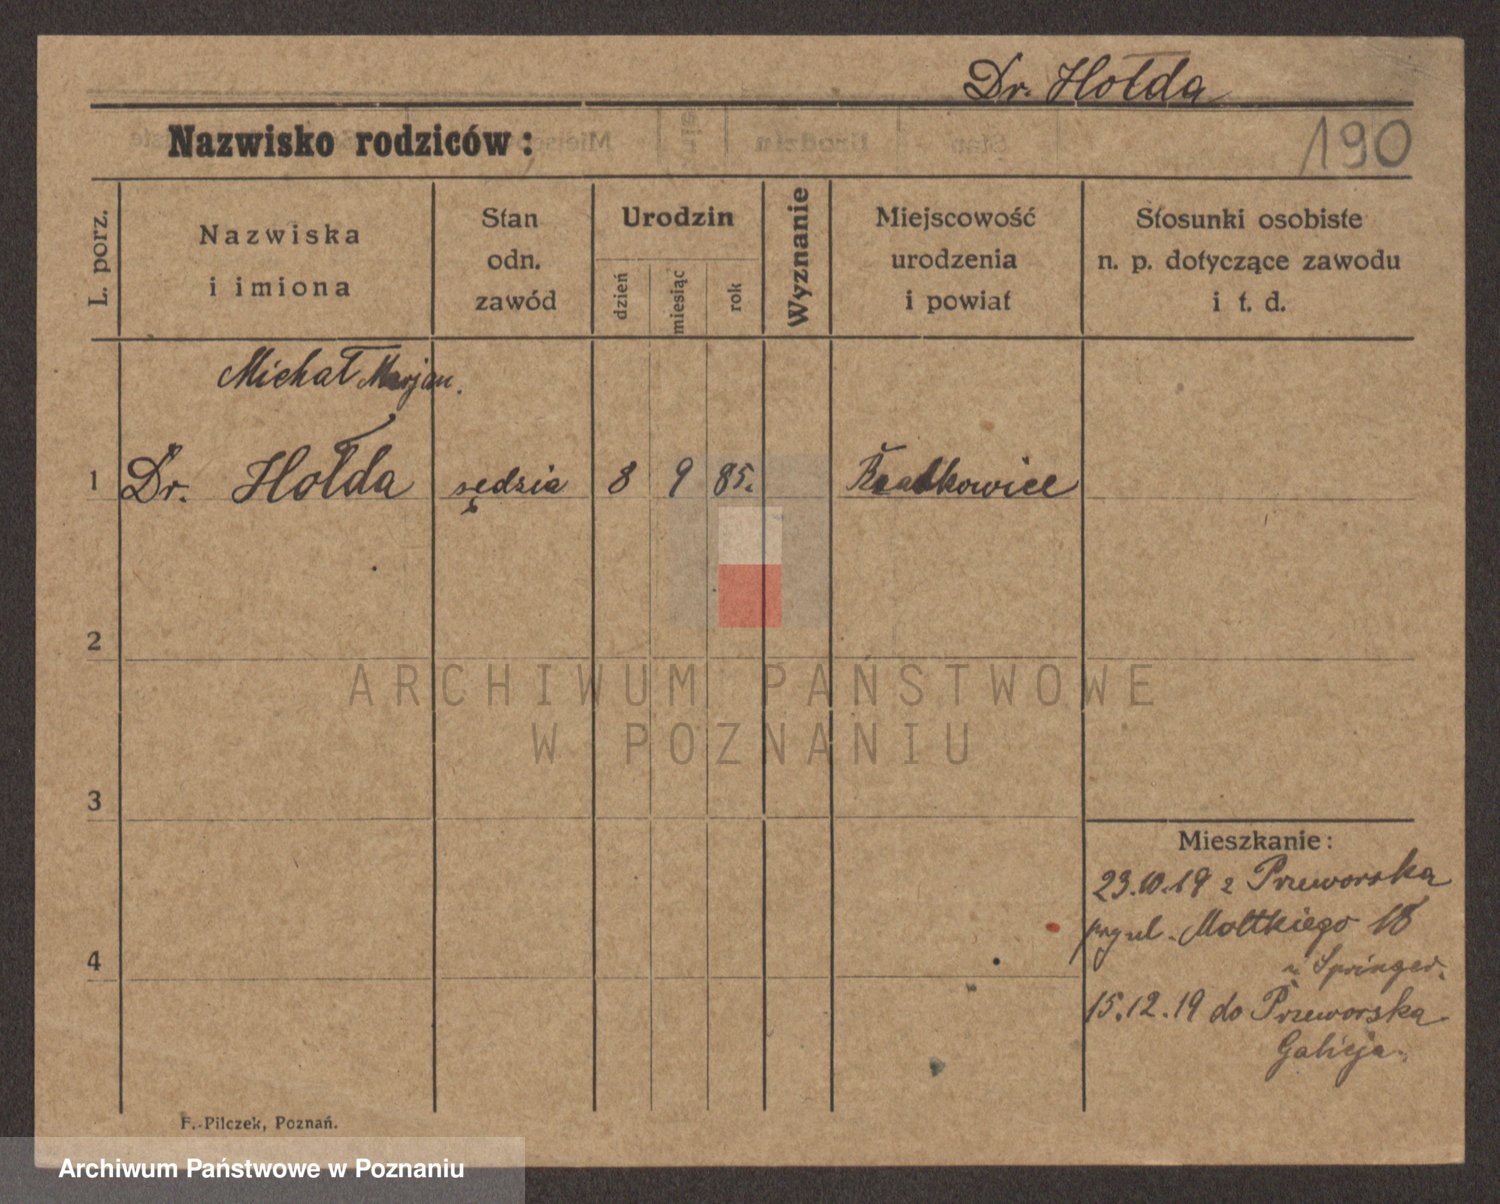 Dr. Hołda
Nazwisko rodziców:
190
L. porz.
Nazwiska
i imiona
Stan
odn.
zawód
Urodzin
dzień
miesiąc
rok
Wyznanie
Miejscowość
urodzenia
i powiat
Stosunki osobiste
n. p. dotyczące zawodu
i t. d.
Michał Marjan.
1 Dr. Hołda sędzia 8 9 85.
2
ARCHIWUM PAŃSTWOWE
W POZNANIU
3
Mieszkanie:
23.10.19 z Przeworska
przy ul. Moltkiego 18
u Springer.
4
15.12.19 do Przeworska
Galicja.
F. Pilczek, Poznań.
Archiwum Państwowe w Poznaniu